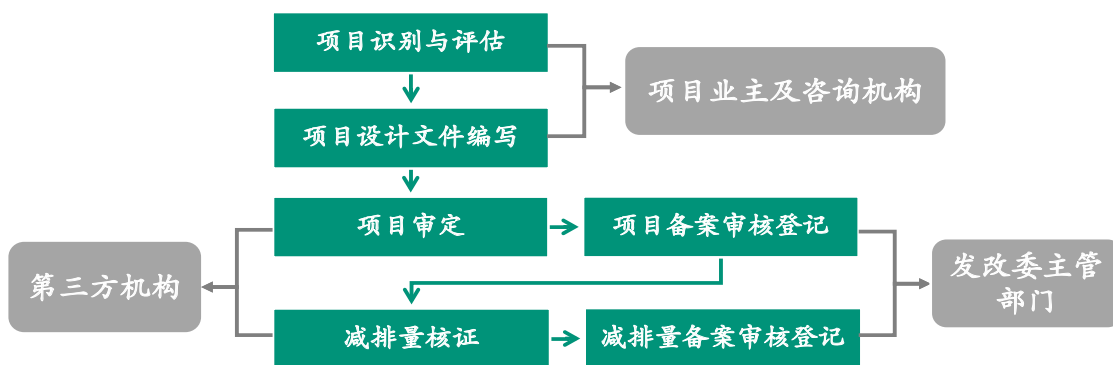 项目识别与评估
项目业主及咨询机构
项目设计文件编写
项目审定
项目备案审核登记
第三方机构
发改委主管
部门
减排量核证
减排量备案审核登记